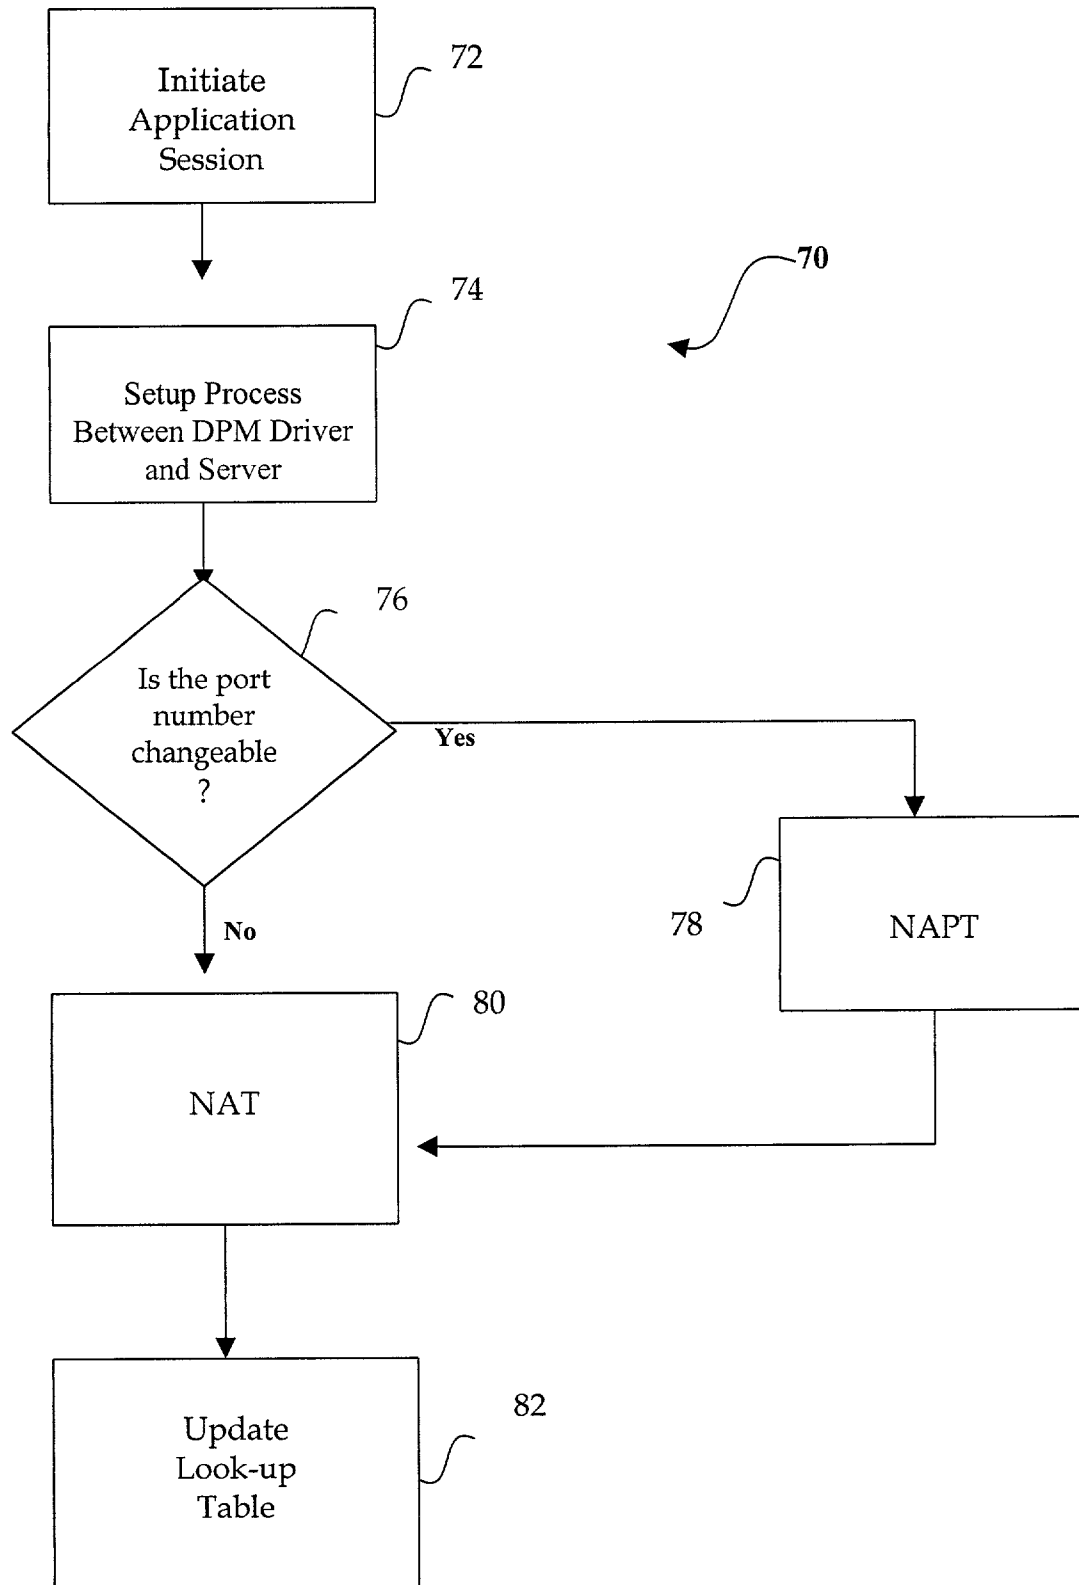 Initiate
Application
Session
72
70
74
Setup Process
Between DPM Driver
and Server
76
Is the port
number
changeable
?
Yes
No
78
NAPT
80
NAT
82
Update
Look-up
Table